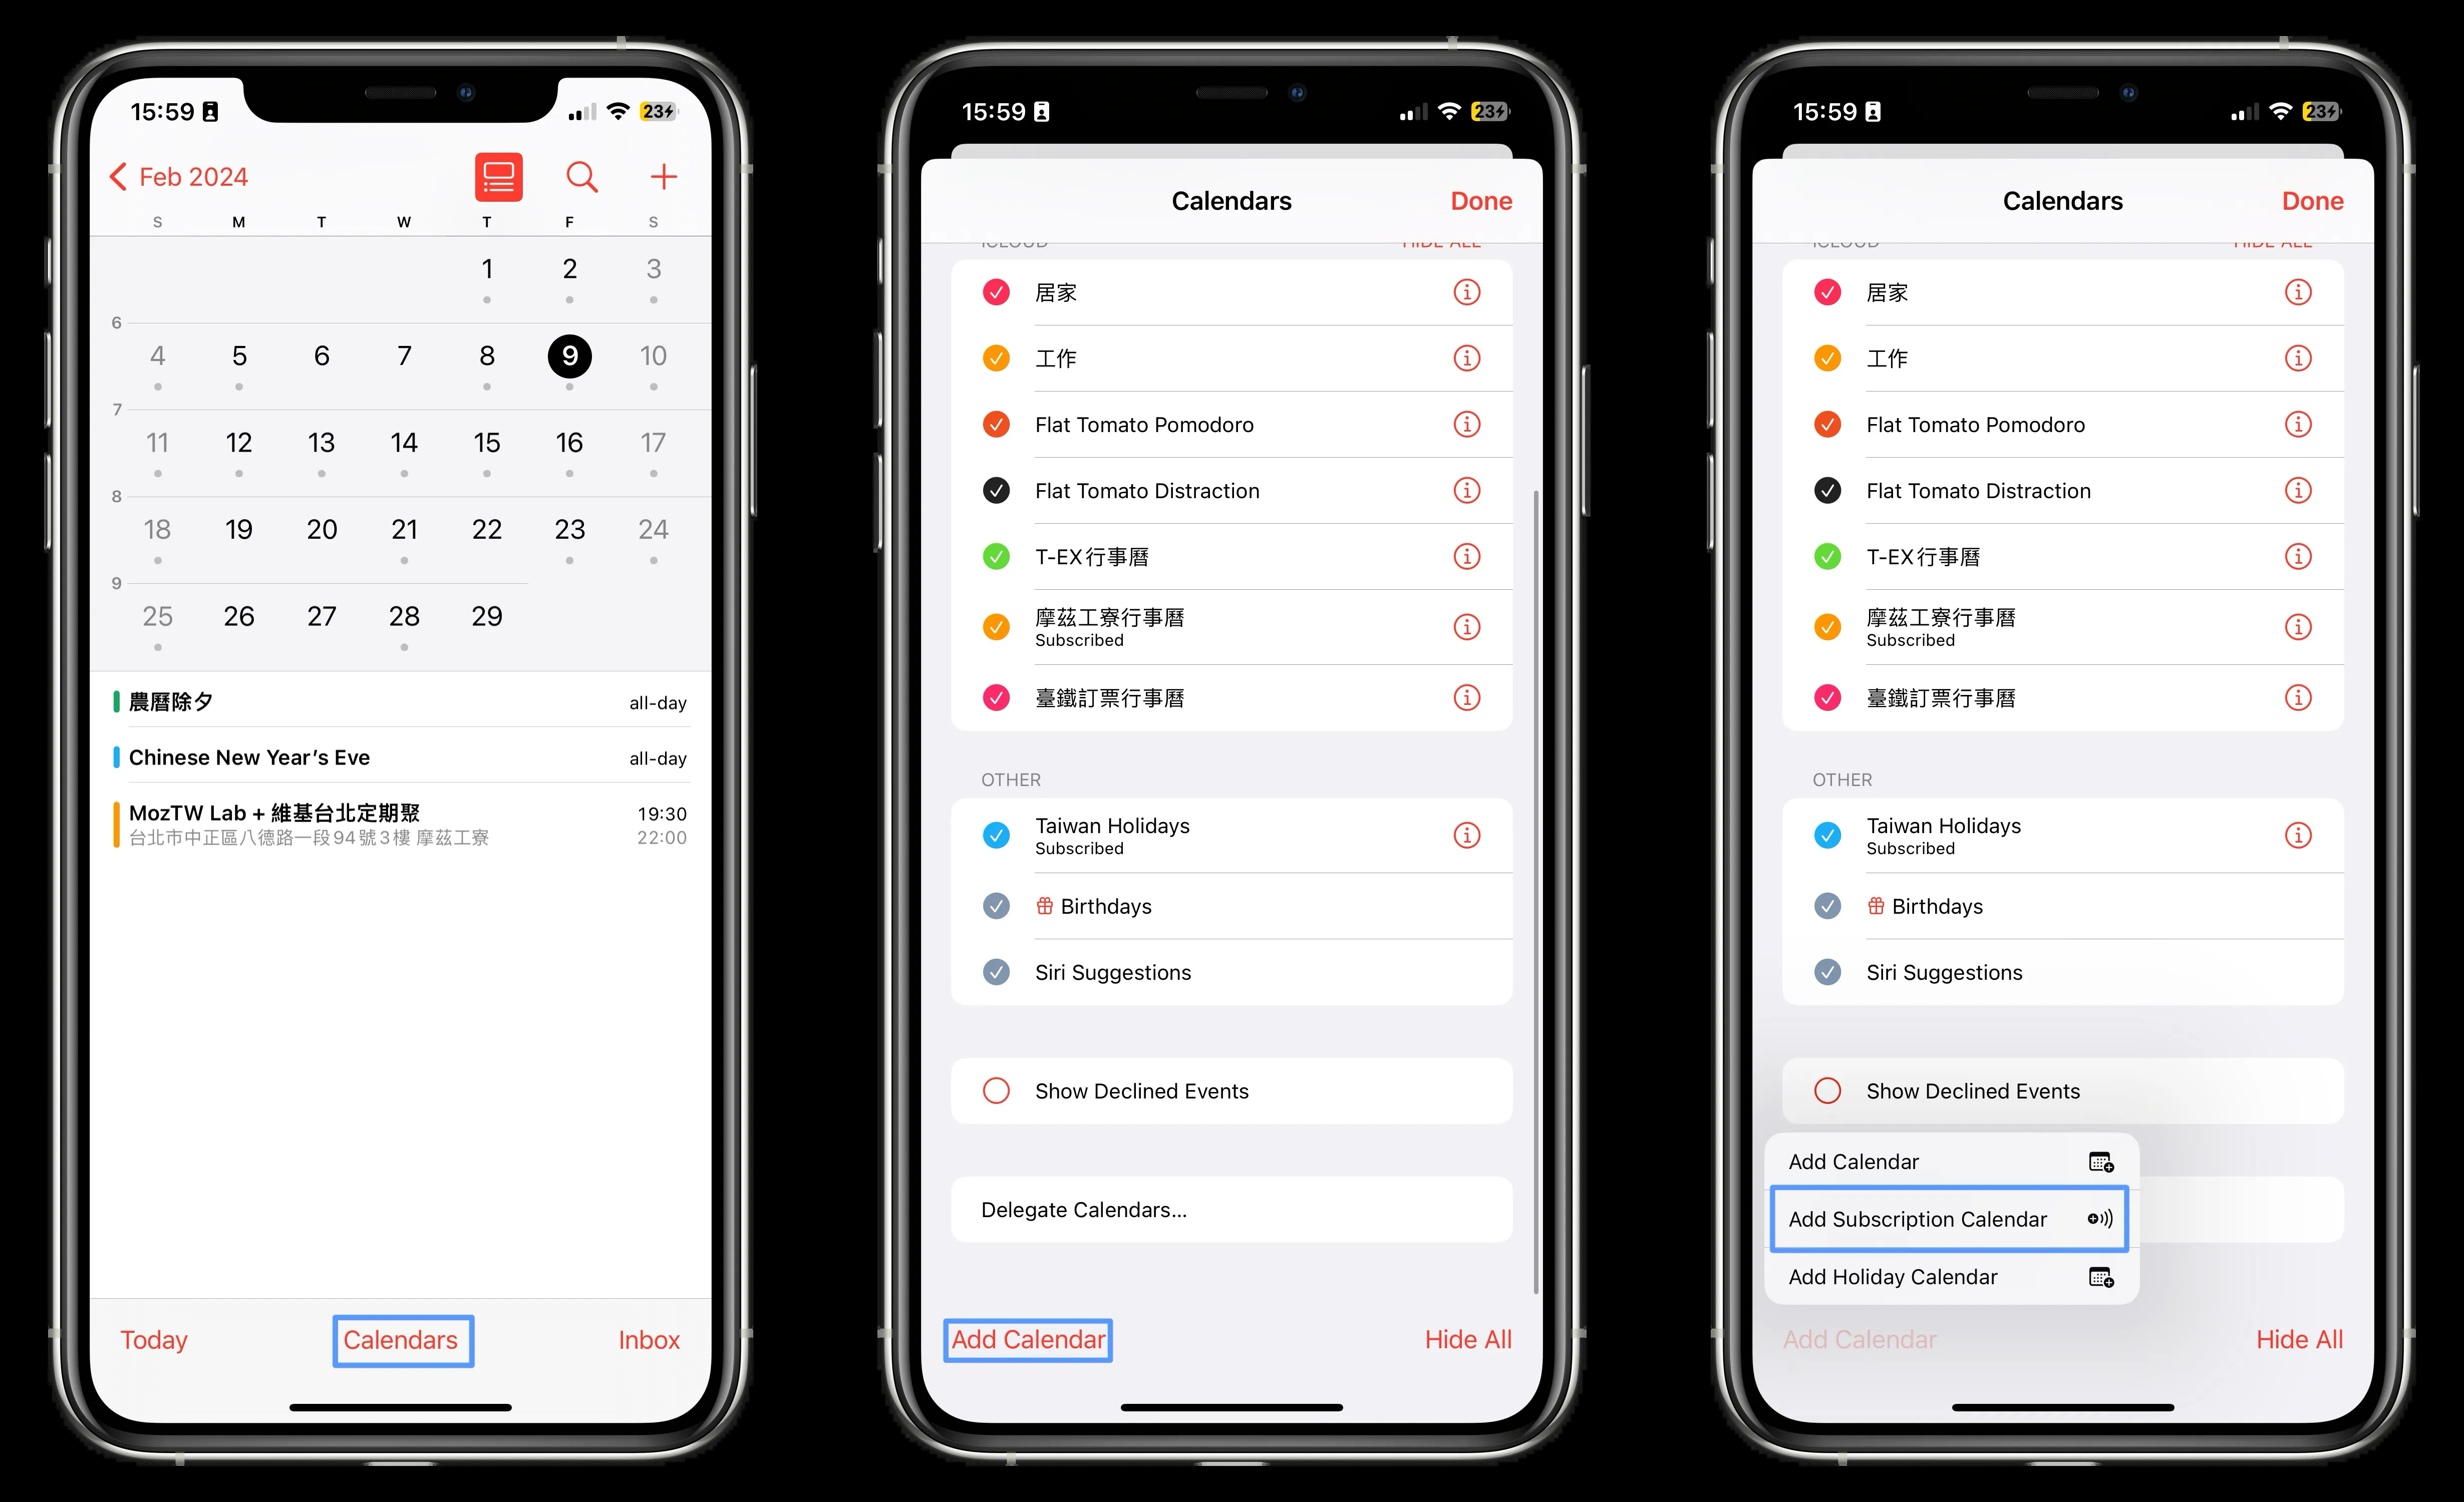 15:59
23
Feb 2024
S M T W T F S
1 2 3
6
4 5 6 7 8 9 10
7
11 12 13 14 15 16 17
8
18 19 20 21 22 23 24
9
25 26 27 28 29
農曆除夕 all-day
Chinese New Year's Eve all-day
MozTW Lab + 維基台北定期聚 19:30
台北市中正區八德路一段94號3樓 摩茲工寮 22:00
Today Calendars Inbox
15:59
23
Calendars Done
ICLOUD HIDE ALL
居家
工作
Flat Tomato Pomodoro
Flat Tomato Distraction
T-EX行事曆
摩茲工寮行事曆
Subscribed
臺鐵訂票行事曆
OTHER
Taiwan Holidays
Subscribed
Birthdays
Siri Suggestions
Show Declined Events
Delegate Calendars...
Add Calendar Hide All
15:59
23
Calendars Done
ICLOUD HIDE ALL
居家
工作
Flat Tomato Pomodoro
Flat Tomato Distraction
T-EX行事曆
摩茲工寮行事曆
Subscribed
臺鐵訂票行事曆
OTHER
Taiwan Holidays
Subscribed
Birthdays
Siri Suggestions
Show Declined Events
Add Calendar
Add Subscription Calendar
Add Holiday Calendar
Add Calendar Hide All